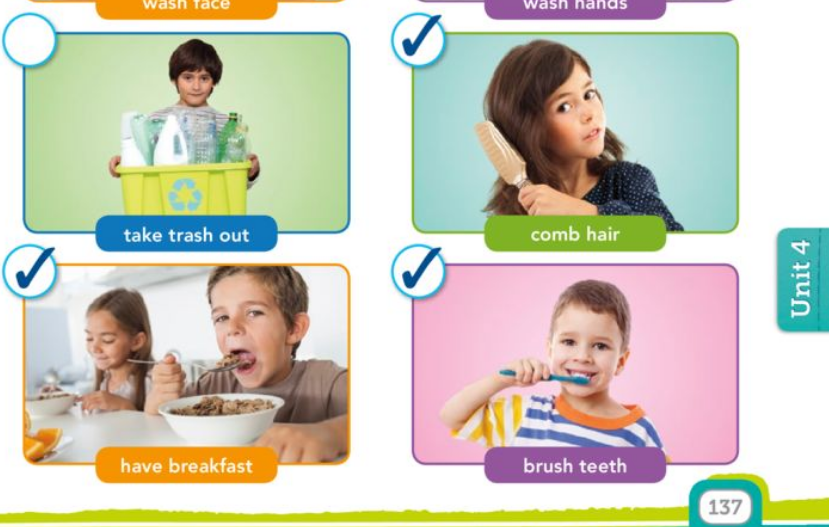 wash face
wash hands
take trash out
comb hair
Unit 4
have breakfast
brush teeth
137